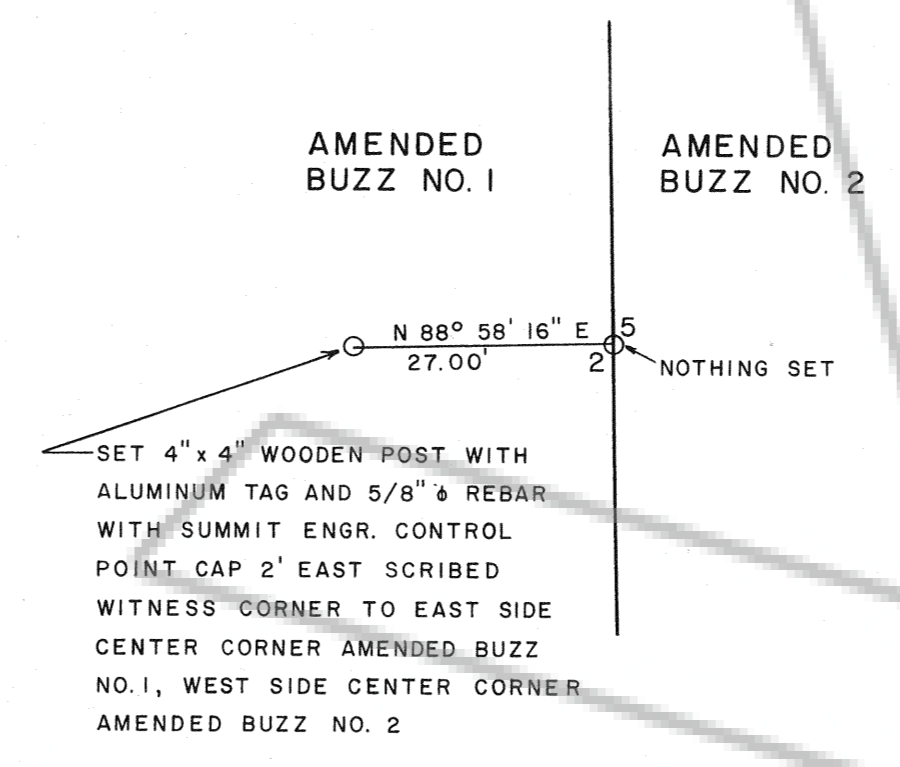 AMENDED
BUZZ NO. 1
AMENDED
BUZZ NO. 2
N 88° 58' 16" E
27.00'
5
2
NOTHING SET
SET 4" x 4" WOODEN POST WITH
ALUMINUM TAG AND 5/8" ϕ REBAR
WITH SUMMIT ENGR. CONTROL
POINT CAP 2' EAST SCRIBED
WITNESS CORNER TO EAST SIDE
CENTER CORNER AMENDED BUZZ
NO. 1, WEST SIDE CENTER CORNER
AMENDED BUZZ NO. 2